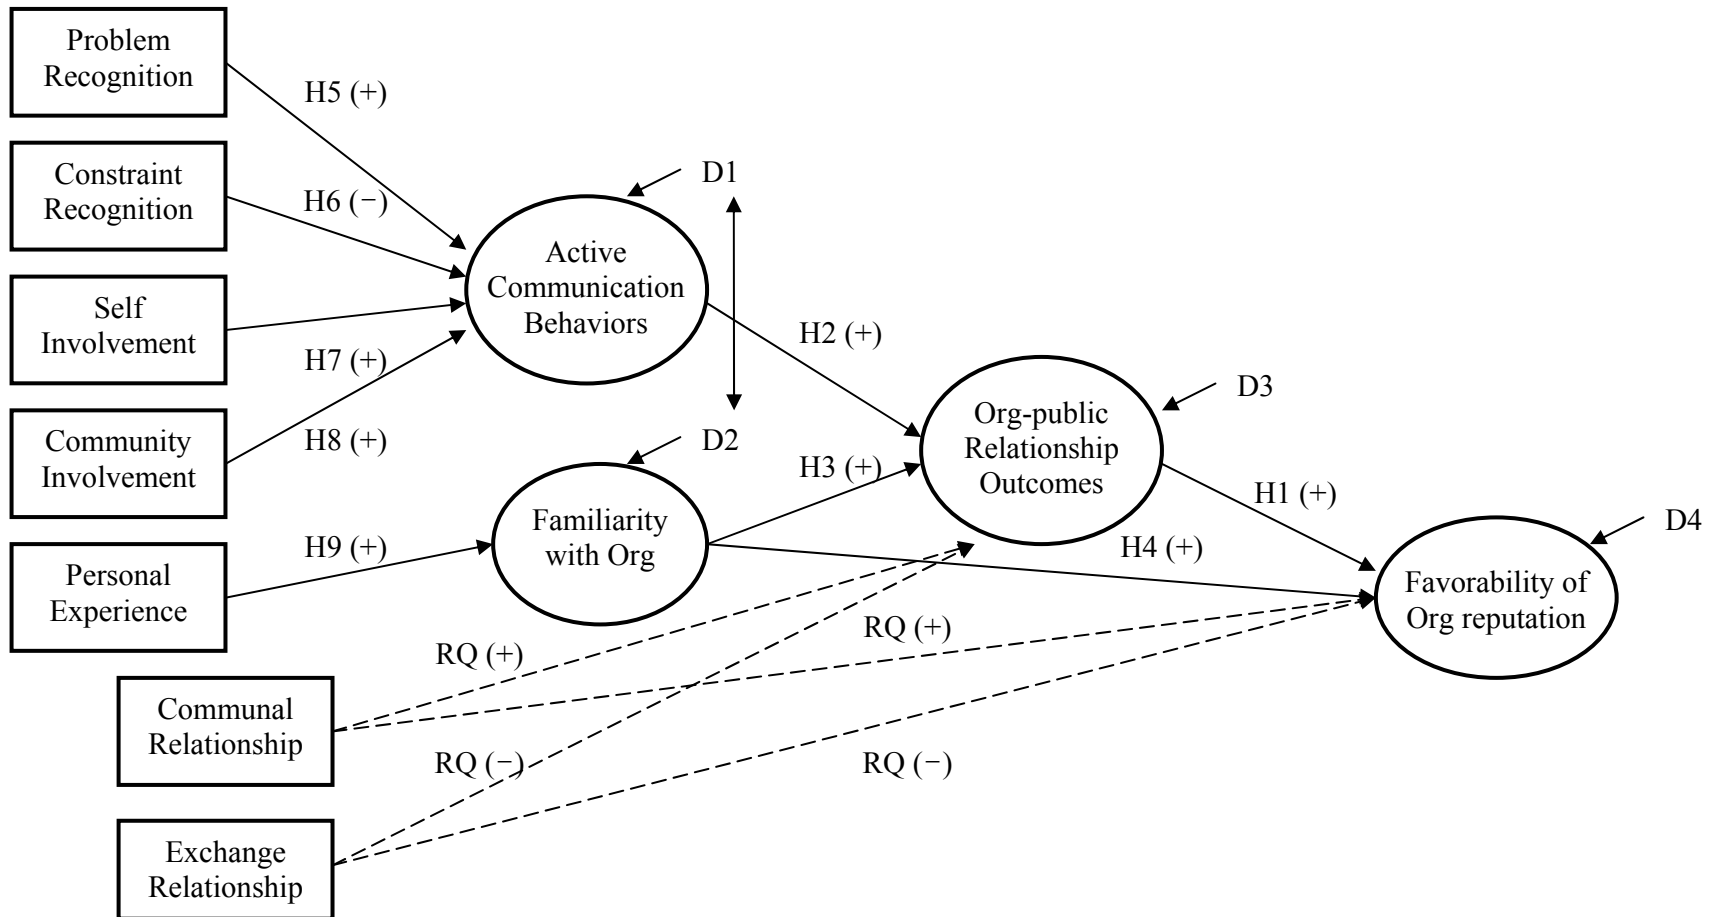 Problem
Recognition
H5 (+)
Constraint
Recognition
H6 (−)
D1
Self
Involvement
Active
Communication
Behaviors
H7 (+)
H2 (+)
Community
Involvement
H8 (+)
D2
H3 (+)
Org-public
Relationship
Outcomes
D3
H1 (+)
Personal
Experience
H9 (+)
Familiarity
with Org
H4 (+)
D4
Favorability of
Org reputation
RQ (+)
RQ (+)
Communal
Relationship
RQ (−)
RQ (−)
Exchange
Relationship